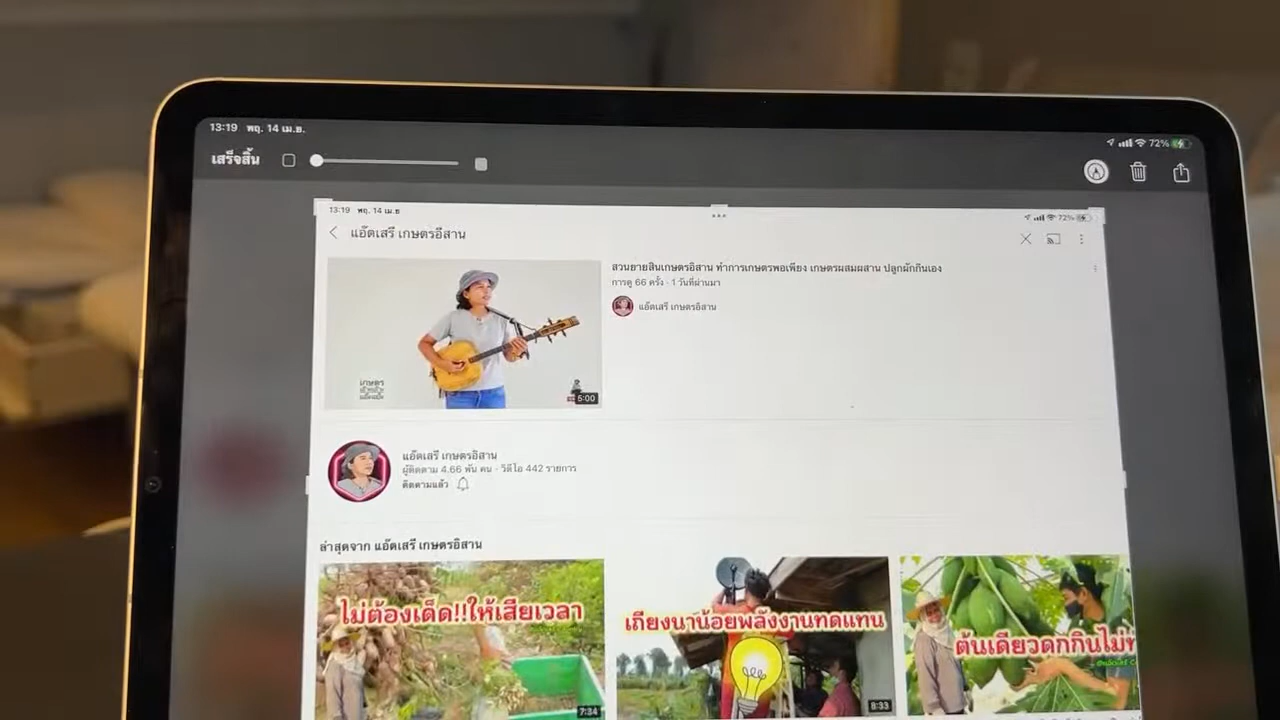 13:19 พฤ. 14 เม.ย.
72%
เสร็จสิ้น
13:19 พฤ. 14 เม.ย
72%
แอ๊ดเสรี เกษตรอีสาน
สวนยายสินเกษตรอิสาน ทำการเกษตรพอเพียง เกษตรผสมผสาน ปลูกผักกินเอง
การดู 66 ครั้ง · 1 วันที่ผ่านมา
แอ๊ดเสรี เกษตรอีสาน
เกษตร
5:00
แอ๊ดเสรี เกษตรอีสาน
ผู้ติดตาม 4.66 พัน คน · วิดีโอ 442 รายการ
ติดตามแล้ว
ล่าสุดจาก แอ๊ดเสรี เกษตรอีสาน
ไม่ต้องเด็ด!!ให้เสียเวลา
7:34
เถียงนาน้อยพลังงานทดแทน
8:33
ต้นเดียวดกกินไม่ท